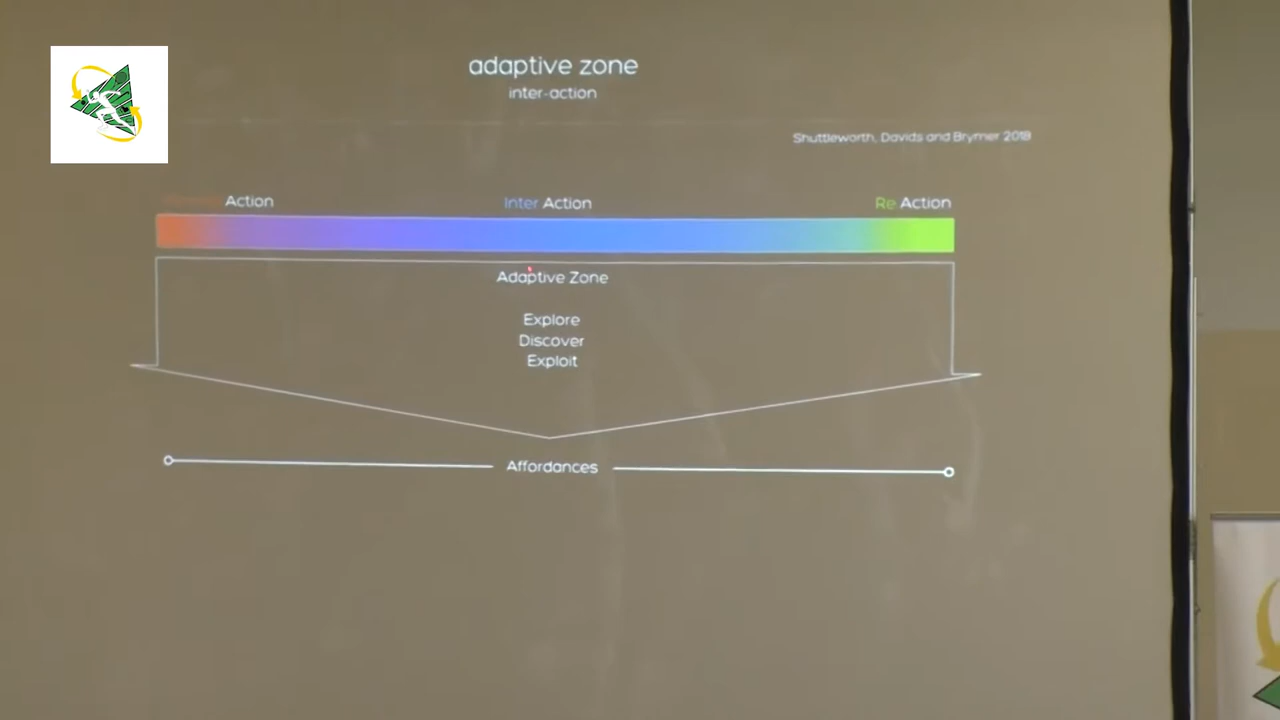 adaptive zone
inter-action
Shuttleworth, Davids and Brymer 2018
Action
Inter Action
Re Action
Adaptive Zone
Explore
Discover
Exploit
Affordances